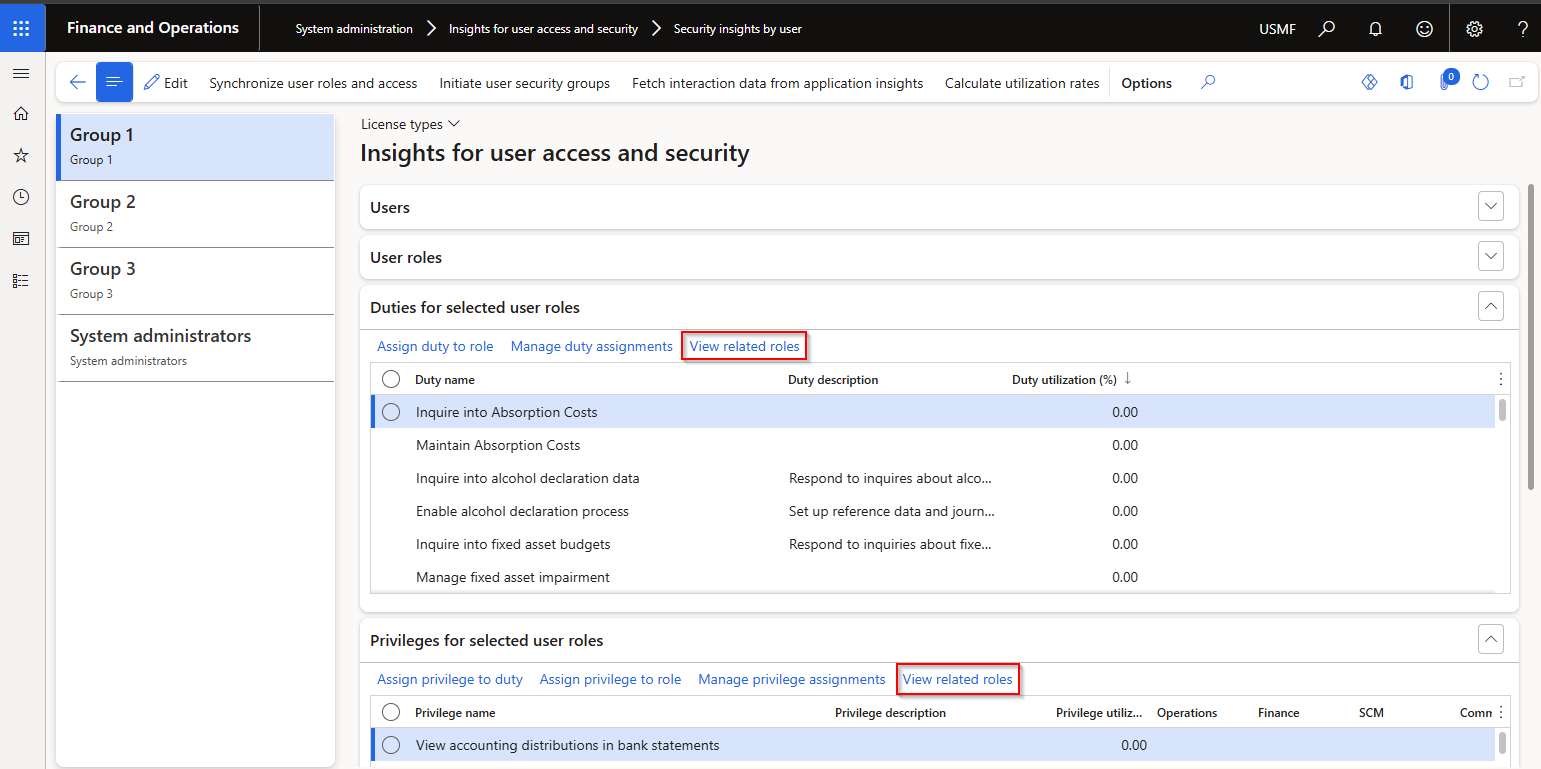 Finance and Operations
System administration
Insights for user access and security
Security insights by user
USMF
?
Edit
Synchronize user roles and access
Initiate user security groups
Fetch interaction data from application insights
Calculate utilization rates
Options
0
Group 1
Group 1
Group 2
Group 2
Group 3
Group 3
System administrators
System administrators
License types
Insights for user access and security
Users
User roles
Duties for selected user roles
Assign duty to role Manage duty assignments View related roles
Duty name Duty description Duty utilization (%) ↓
Inquire into Absorption Costs 0.00
Maintain Absorption Costs 0.00
Inquire into alcohol declaration data Respond to inquires about alco... 0.00
Enable alcohol declaration process Set up reference data and journ... 0.00
Inquire into fixed asset budgets Respond to inquiries about fixe... 0.00
Manage fixed asset impairment 0.00
Privileges for selected user roles
Assign privilege to duty Assign privilege to role Manage privilege assignments View related roles
Privilege name Privilege description Privilege utiliz... Operations Finance SCM Comm
View accounting distributions in bank statements 0.00